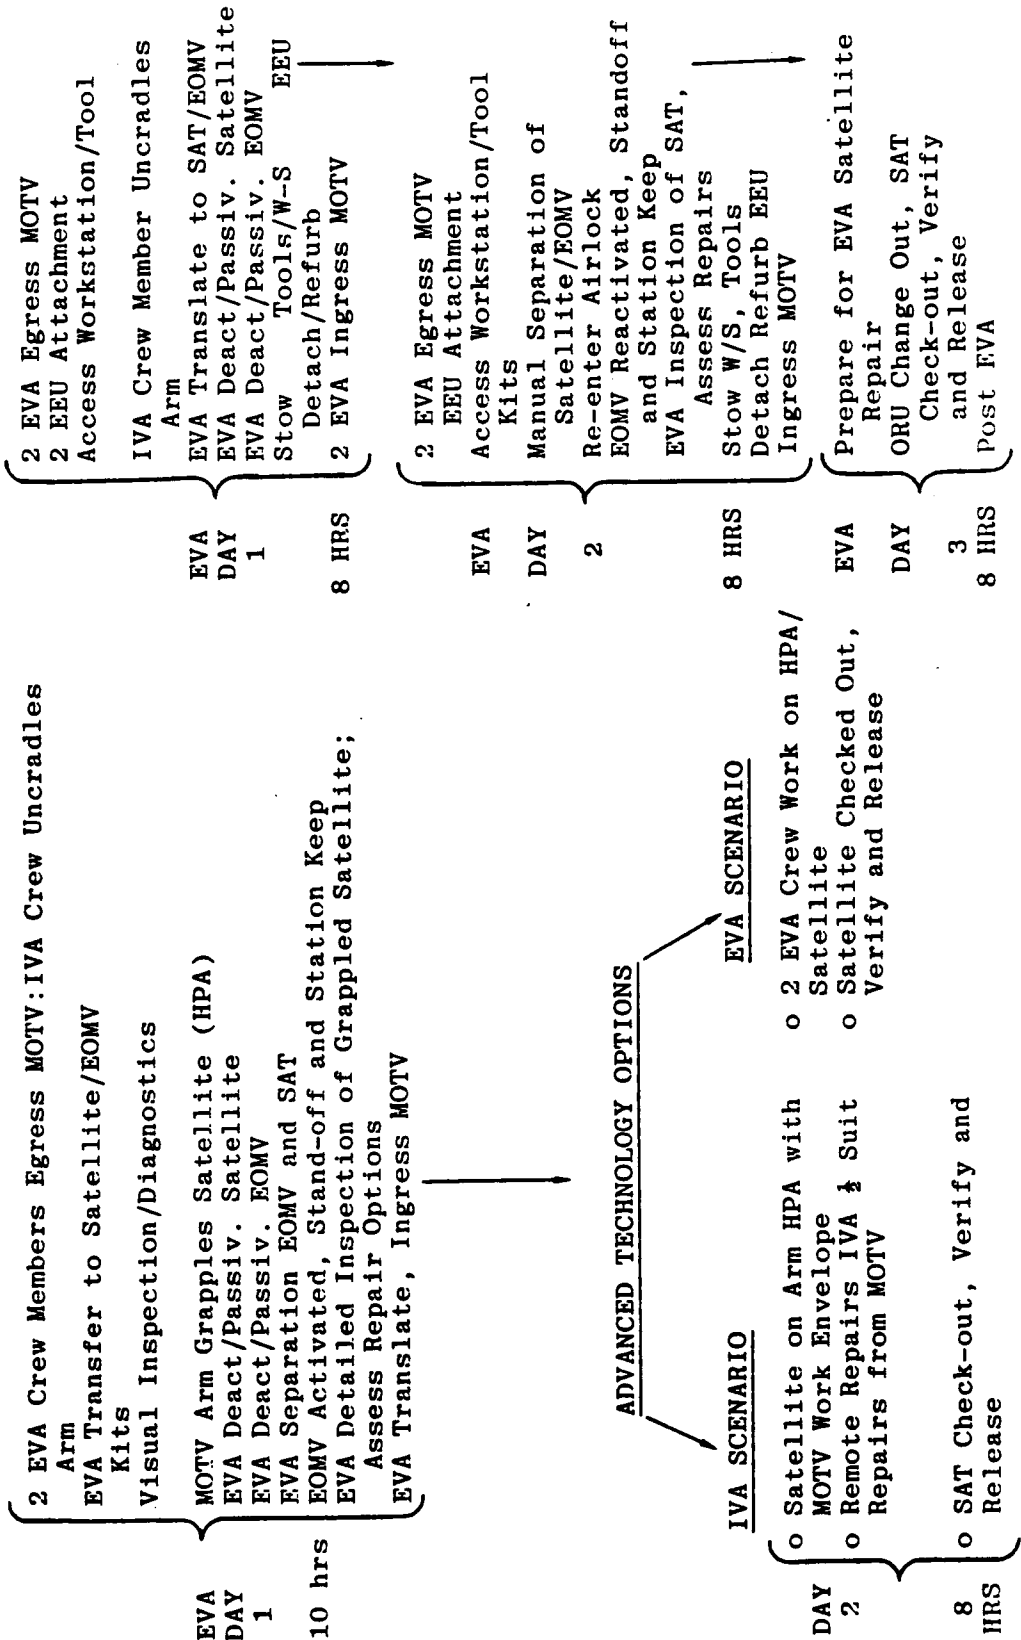 2 EVA Crew Members Egress MOTV:IVA Crew Uncradles
Arm
EVA Transfer to Satellite/EOMV
Kits
Visual Inspection/Diagnostics
MOTV Arm Grapples Satellite (HPA)
EVA Deact/Passiv. Satellite
EVA Deact/Passiv. EOMV
EVA Separation EOMV and SAT
EOMV Activated, Stand-off and Station Keep
EVA Detailed Inspection of Grappled Satellite;
Assess Repair Options
EVA Translate, Ingress MOTV
EVA
DAY
1
10 hrs
ADVANCED TECHNOLOGY OPTIONS
IVA SCENARIO
o Satellite on Arm HPA with
MOTV Work Envelope
o Remote Repairs IVA ½ Suit
Repairs from MOTV
o SAT Check-out, Verify and
Release
DAY
2
8
HRS
EVA SCENARIO
o 2 EVA Crew Work on HPA/
Satellite
o Satellite Checked Out,
Verify and Release
2 EVA Egress MOTV
2 EEU Attachment
Access Workstation/Tool
IVA Crew Member Uncradles
Arm
EVA Translate to SAT/EOMV
EVA Deact/Passiv. Satellite
EVA Deact/Passiv. EOMV
Stow Tools/W-S EEU
Detach/Refurb
2 EVA Ingress MOTV
EVA
DAY
1
8 HRS
2 EVA Egress MOTV
EEU Attachment
Access Workstation/Tool
Kits
Manual Separation of
Satellite/EOMV
Re-enter Airlock
EOMV Reactivated, Standoff
and Station Keep
EVA Inspection of SAT,
Assess Repairs
Stow W/S, Tools
Detach Refurb EEU
Ingress MOTV
EVA
DAY
2
8 HRS
Prepare for EVA Satellite
Repair
ORU Change Out, SAT
Check-out, Verify
and Release
Post EVA
EVA
DAY
3
8 HRS